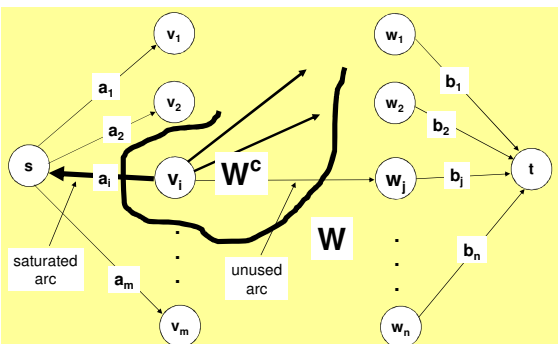 v1
w1
a1
b1
v2
w2
a2
b2
s
ai
vi
Wᶜ
wj
bj
t
W
saturated
arc
unused
arc
am
bn
vm
wn